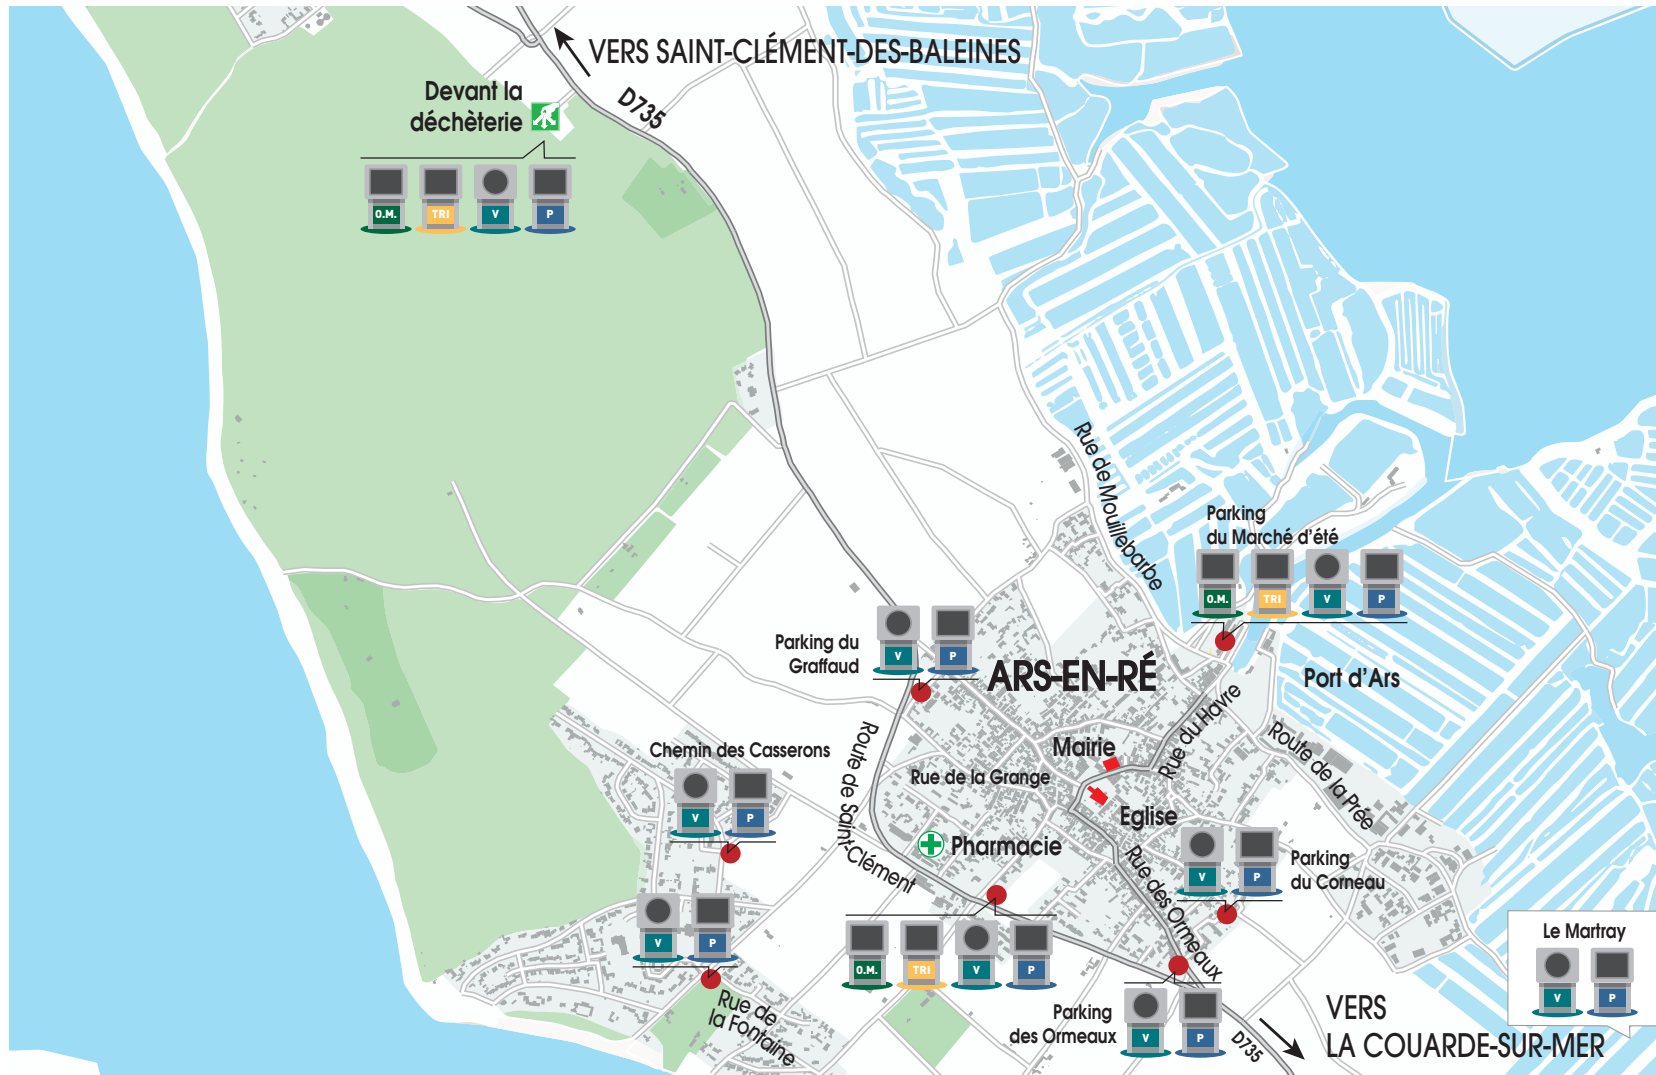 VERS SAINT-CLÉMENT-DES-BALEINES
D735
Devant la
déchèterie
O.M.
TRI
V
P
Rue de Mouillebarbe
Parking
du Marché d'été
O.M.
TRI
V
P
Parking du
Graffaud
V
P
ARS-EN-RÉ
Port d'Ars
Rue du Havre
Route de la Prée
Route de Saint-Clément
Mairie
Rue de la Grange
Eglise
Chemin des Casserons
V
P
Pharmacie
Rue des Ormeaux
V
P
Parking
du Corneau
V
P
Rue de
la Fontaine
O.M.
TRI
V
P
Parking
des Ormeaux
V
P
D735
VERS
LA COUARDE-SUR-MER
Le Martray
V
P